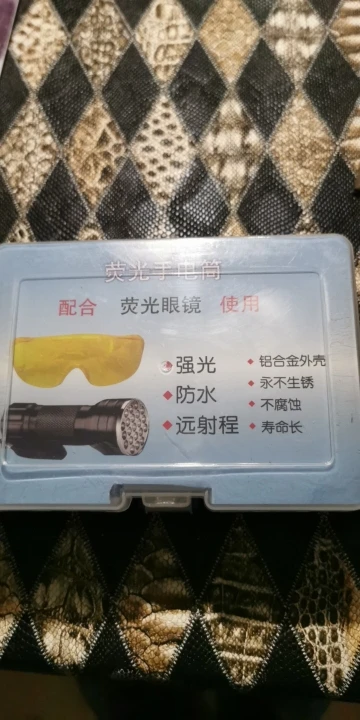 荧光手电筒
配合 荧光眼镜 使用
强光
防水
远射程
铝合金外壳
永不生锈
不腐蚀
寿命长